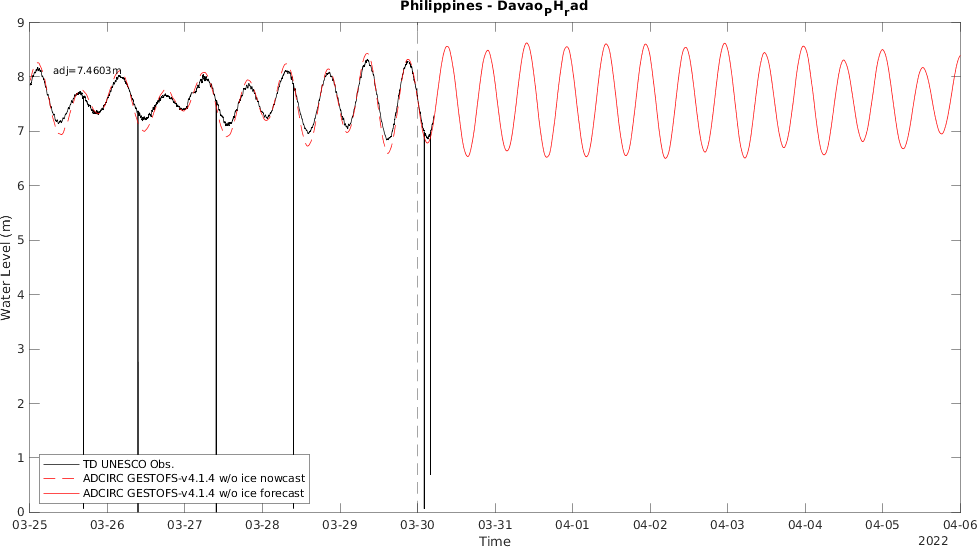 Philippines - Davao_P H_r ad
9
8
7
6
5
4
3
2
1
0
Water Level (m)
adj=7.4603m
TD UNESCO Obs.
ADCIRC GESTOFS-v4.1.4 w/o ice nowcast
ADCIRC GESTOFS-v4.1.4 w/o ice forecast
03-25 03-26 03-27 03-28 03-29 03-30 03-31 04-01 04-02 04-03 04-04 04-05 04-06
Time
2022